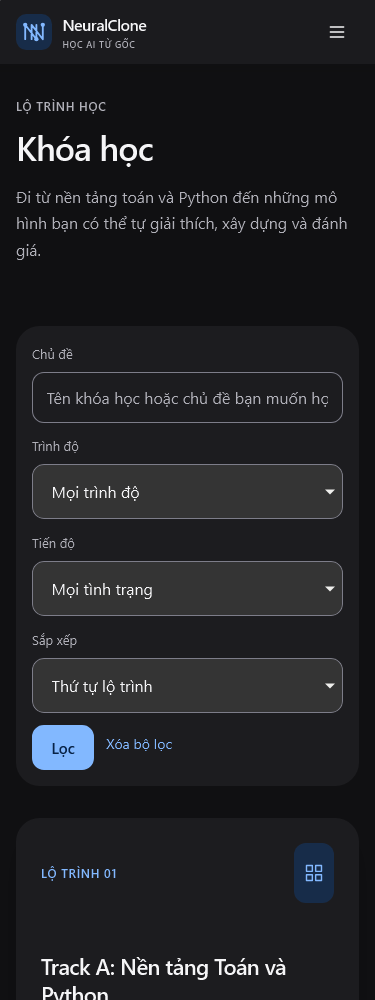 NeuralClone
HỌC AI TỪ GỐC
LỘ TRÌNH HỌC
Khóa học
Đi từ nền tảng toán và Python đến những mô
hình bạn có thể tự giải thích, xây dựng và đánh
giá.
Chủ đề
Tên khóa học hoặc chủ đề bạn muốn họ
Trình độ
Mọi trình độ
Tiến độ
Mọi tình trạng
Sắp xếp
Thứ tự lộ trình
Lọc
Xóa bộ lọc
LỘ TRÌNH 01
Track A: Nền tảng Toán và
Python